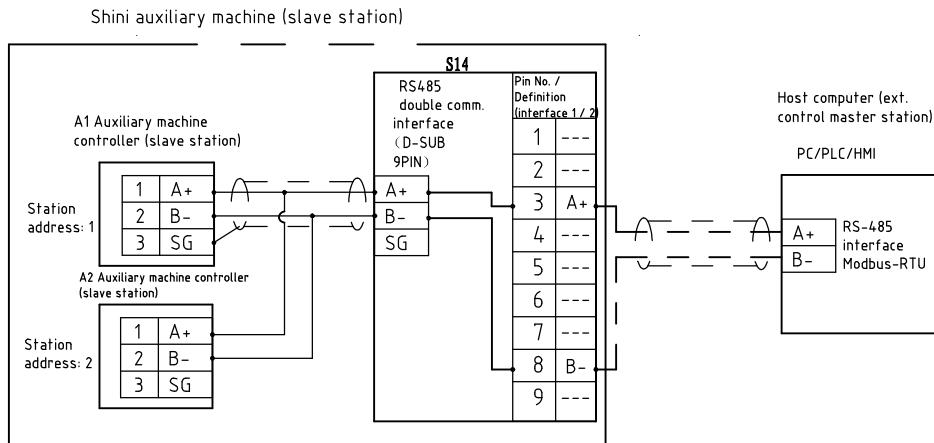 Shini auxiliary machine (slave station)
S14
RS485
double comm.
interface
(D-SUB
9PIN)
Pin No. /
Definition
(interface 1 / 2)
1 ---
2 ---
3 A+
4 ---
5 ---
6 ---
7 ---
8 B-
9 ---
A+
B-
SG
A1 Auxiliary machine
controller (slave station)
Station
address: 1
1 A+
2 B-
3 SG
A2 Auxiliary machine controller
(slave station)
Station
address: 2
1 A+
2 B-
3 SG
Host computer (ext.
control master station)
PC/PLC/HMI
A+
B-
RS-485
interface
Modbus-RTU